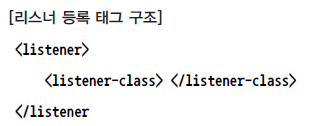 [리스너 등록 태그 구조]
<listener>
<listener-class> </listener-class>
</listener